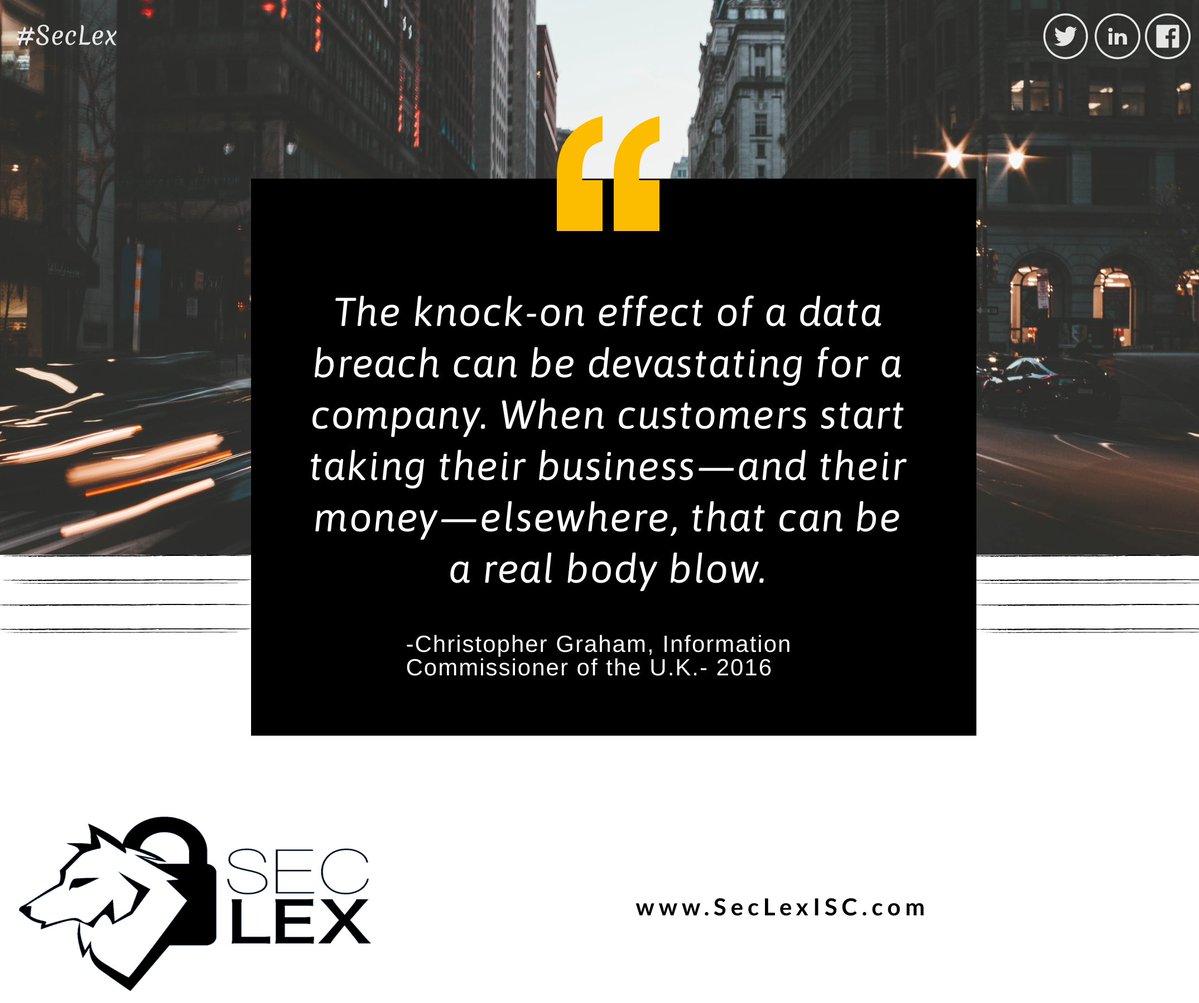 #SecLex
The knock-on effect of a data
breach can be devastating for a
company. When customers start
taking their business—and their
money—elsewhere, that can be
a real body blow.
-Christopher Graham, Information
Commissioner of the U.K.- 2016
SEC
LEX
www.SecLexISC.com